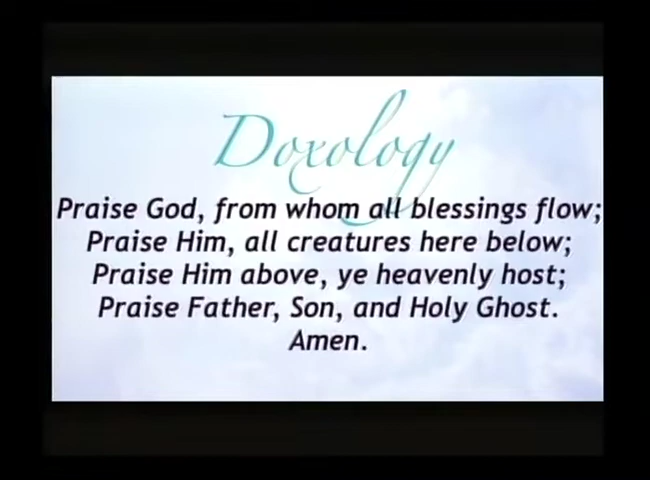 Doxology
Praise God, from whom all blessings flow;
Praise Him, all creatures here below;
Praise Him above, ye heavenly host;
Praise Father, Son, and Holy Ghost.
Amen.